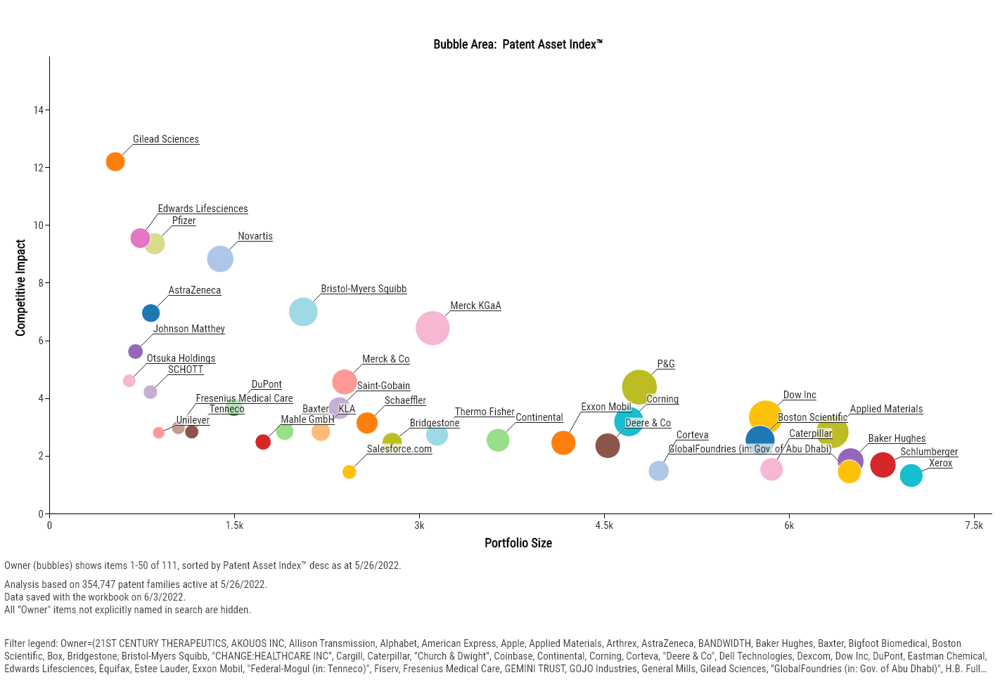 Bubble Area:  Patent Asset Index™
Competitive Impact
14
12
10
8
6
4
2
0
Gilead Sciences
Edwards Lifesciences
Pfizer
Novartis
AstraZeneca
Bristol-Myers Squibb
Merck KGaA
Johnson Matthey
Otsuka Holdings
SCHOTT
Merck & Co
P&G
DuPont
Saint-Gobain
Fresenius Medical Care
Schaeffler
Corning
Dow Inc
Tenneco
Baxter
KLA
Thermo Fisher
Exxon Mobil
Applied Materials
Unilever
Mahle GmbH
Bridgestone
Continental
Deere & Co
Boston Scientific
Corteva
Caterpillar
Baker Hughes
Salesforce.com
GlobalFoundries (in: Gov. of Abu Dhabi)
Schlumberger
Xerox
0
1.5k
3k
4.5k
6k
7.5k
Portfolio Size
Owner (bubbles) shows items 1-50 of 111, sorted by Patent Asset Index™ desc as at 5/26/2022.
Analysis based on 354,747 patent families active at 5/26/2022.
Data saved with the workbook on 6/3/2022.
All "Owner" items not explicitly named in search are hidden.
Filter legend: Owner=(21ST CENTURY THERAPEUTICS, AKOUOS INC, Allison Transmission, Alphabet, American Express, Apple, Applied Materials, Arthrex, AstraZeneca, BANDWIDTH, Baker Hughes, Baxter, Bigfoot Biomedical, Boston
Scientific, Box, Bridgestone, Bristol-Myers Squibb, "CHANGE:HEALTHCARE INC", Cargill, Caterpillar, "Church & Dwight", Coinbase, Continental, Corning, Corteva, "Deere & Co", Dell Technologies, Dexcom, Dow Inc, DuPont, Eastman Chemical,
Edwards Lifesciences, Equifax, Estee Lauder, Exxon Mobil, "Federal-Mogul (in: Tenneco)", Fiserv, Fresenius Medical Care, GEMINI TRUST, GOJO Industries, General Mills, Gilead Sciences, "GlobalFoundries (in: Gov. of Abu Dhabi)", H.B. Full...